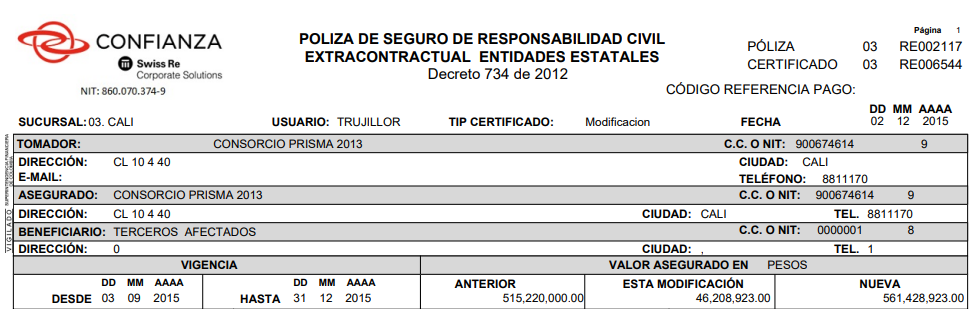 CONFIANZA
Swiss Re
Corporate Solutions
NIT: 860.070.374-9
POLIZA DE SEGURO DE RESPONSABILIDAD CIVIL
EXTRACONTRACTUAL ENTIDADES ESTATALES
Decreto 734 de 2012
Página 1
PÓLIZA 03 RE002117
CERTIFICADO 03 RE006544
CÓDIGO REFERENCIA PAGO:
DD MM AAAA
SUCURSAL: 03. CALI USUARIO: TRUJILLOR TIP CERTIFICADO: Modificacion FECHA 02 12 2015
TOMADOR: CONSORCIO PRISMA 2013 C.C. O NIT: 900674614 9
DIRECCIÓN: CL 10 4 40 CIUDAD: CALI
E-MAIL: TELÉFONO: 8811170
ASEGURADO: CONSORCIO PRISMA 2013 C.C. O NIT: 900674614 9
DIRECCIÓN: CL 10 4 40 CIUDAD: CALI TEL. 8811170
BENEFICIARIO: TERCEROS AFECTADOS C.C. O NIT: 0000001 8
DIRECCIÓN: 0 CIUDAD: , TEL. 1
VIGILADO SUPERINTENDENCIA FINANCIERA
DE COLOMBIA
VIGENCIA VALOR ASEGURADO EN PESOS
DD MM AAAA DD MM AAAA ANTERIOR ESTA MODIFICACIÓN NUEVA
DESDE 03 09 2015 HASTA 31 12 2015 515,220,000.00 46,208,923.00 561,428,923.00